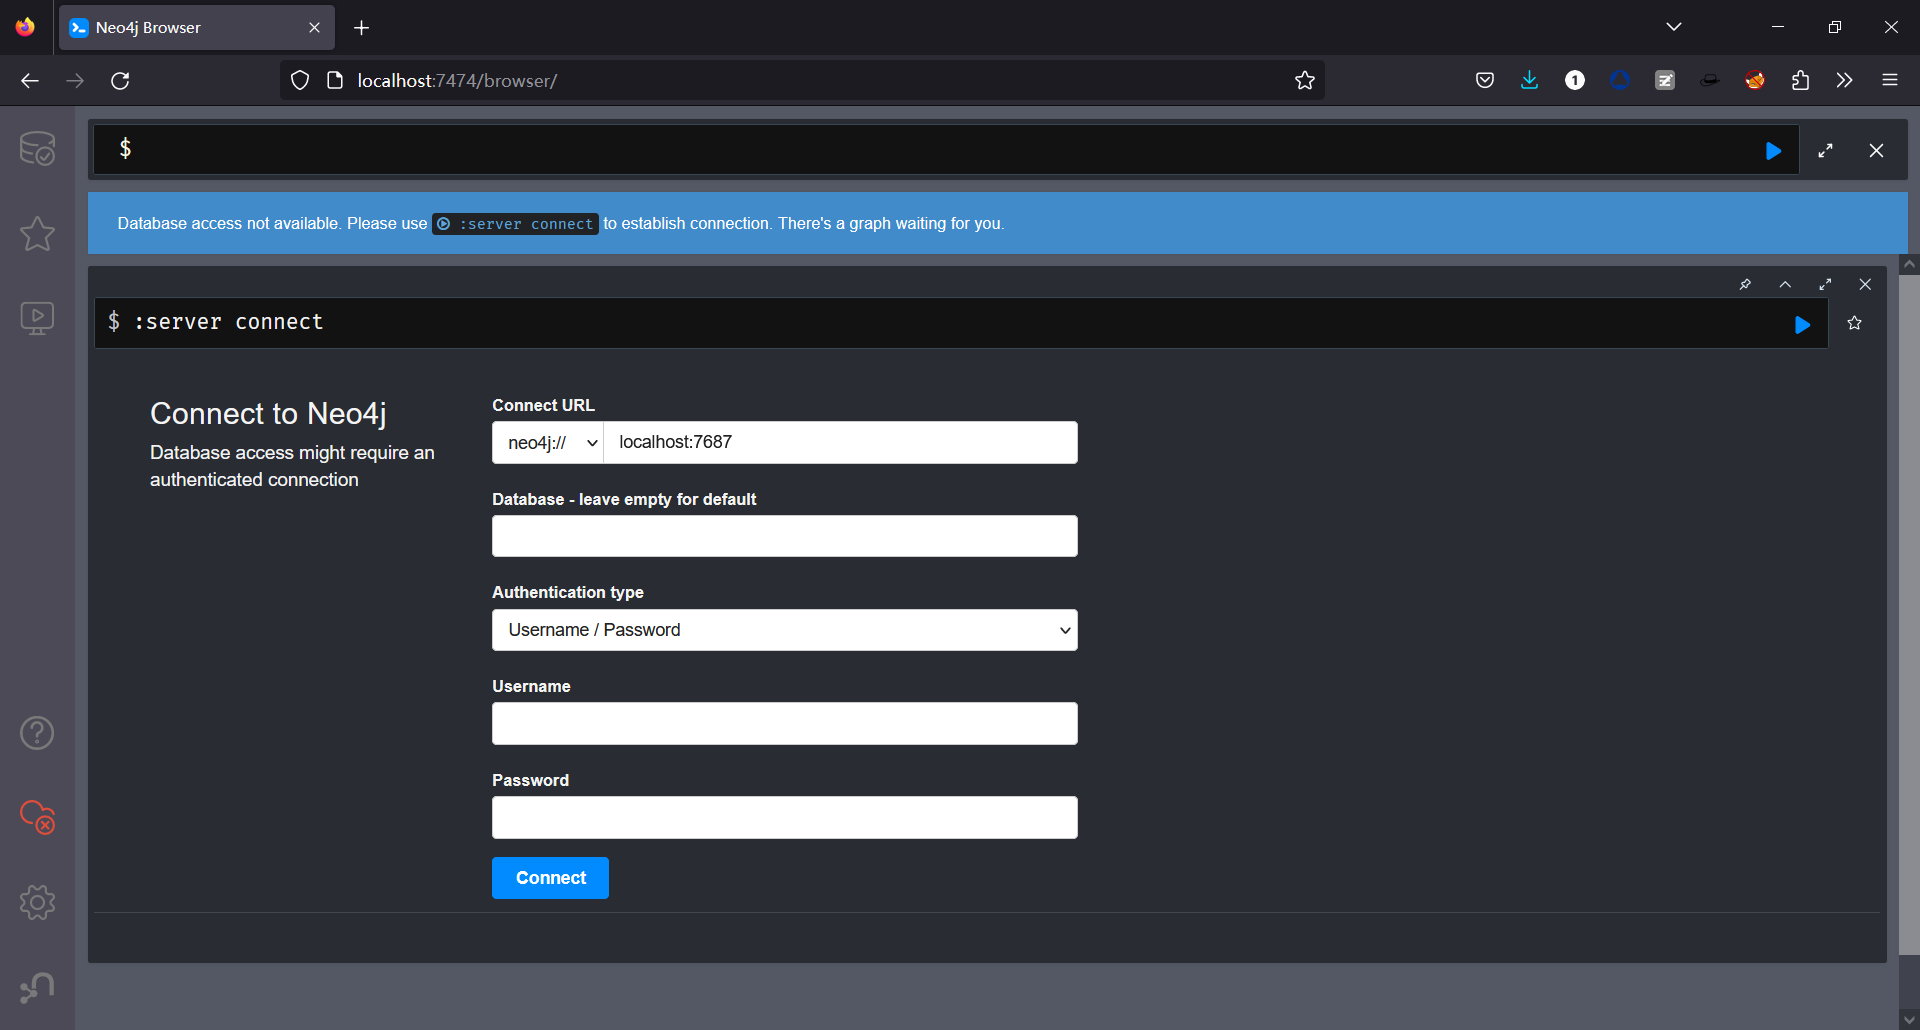 Neo4j Browser
localhost:7474/browser/
1
$
Database access not available. Please use :server connect to establish connection. There's a graph waiting for you.
$ :server connect
Connect to Neo4j
Database access might require an
authenticated connection
Connect URL
neo4j:// localhost:7687
Database - leave empty for default
Authentication type
Username / Password
Username
Password
Connect